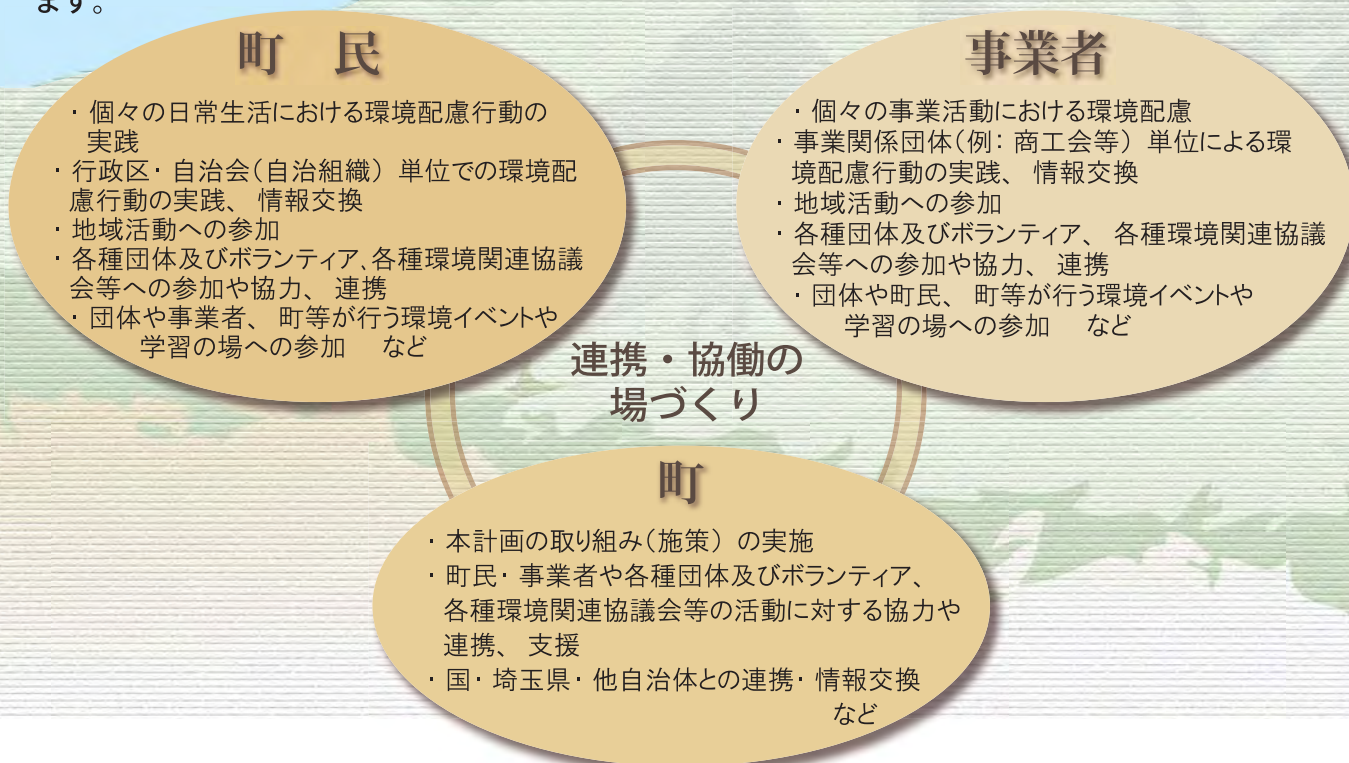 ます。
町　民
・個々の日常生活における環境配慮行動の
実践
・行政区・自治会（自治組織）単位での環境配
慮行動の実践、情報交換
・地域活動への参加
・各種団体及びボランティア、各種環境関連協議
会等への参加や協力、連携
・団体や事業者、町等が行う環境イベントや
学習の場への参加　など
事業者
・個々の事業活動における環境配慮
・事業関係団体（例：商工会等）単位による環
境配慮行動の実践、情報交換
・地域活動への参加
・各種団体及びボランティア、各種環境関連協議
会等への参加や協力、連携
・団体や町民、町等が行う環境イベントや
学習の場への参加　など
連携・協働の
場づくり
町
・本計画の取り組み（施策）の実施
・町民・事業者や各種団体及びボランティア、
各種環境関連協議会等の活動に対する協力や
連携、支援
・国・埼玉県・他自治体との連携・情報交換
など